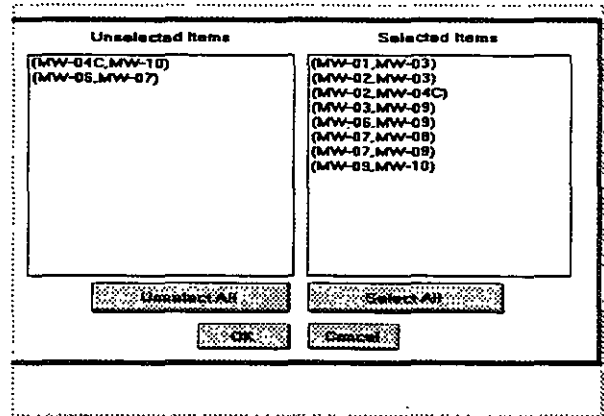 Unselected Items
(MW-04C,MW-10)
(MW-06,MW-07)
Selected Items
(MW-01,MW-03)
(MW-02,MW-03)
(MW-02,MW-04C)
(MW-03,MW-09)
(MW-06,MW-09)
(MW-07,MW-08)
(MW-07,MW-09)
(MW-09,MW-10)
Unselect All
Select All
OK
Cancel